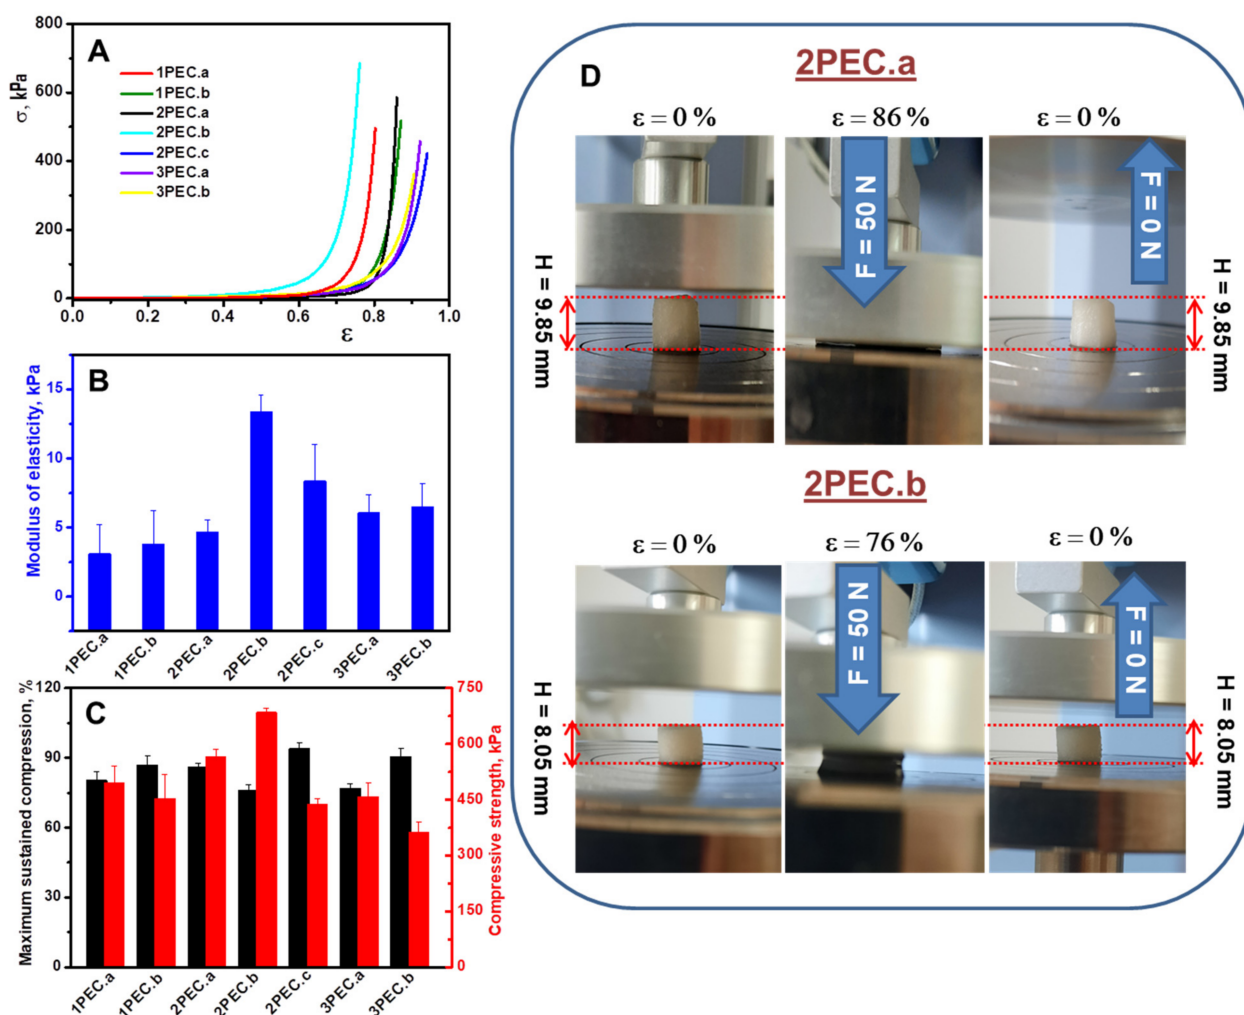 A
σ, kPa
800
600
400
200
0
1PEC.a
1PEC.b
2PEC.a
2PEC.b
2PEC.c
3PEC.a
3PEC.b
0.0 0.2 0.4 0.6 0.8 1.0
ε
B
Modulus of elasticity, kPa
15
10
5
0
1PEC.a 1PEC.b 2PEC.a 2PEC.b 2PEC.c 3PEC.a 3PEC.b
C
Maximum sustained compression, %
120
90
60
30
0
Compressive strength, kPa
750
600
450
300
150
0
1PEC.a 1PEC.b 2PEC.a 2PEC.b 2PEC.c 3PEC.a 3PEC.b
D
2PEC.a
ε = 0 % ε = 86 % ε = 0 %
H = 9.85 mm
F = 50 N
F = 0 N
H = 9.85 mm
2PEC.b
ε = 0 % ε = 76 % ε = 0 %
H = 8.05 mm
F = 50 N
F = 0 N
H = 8.05 mm